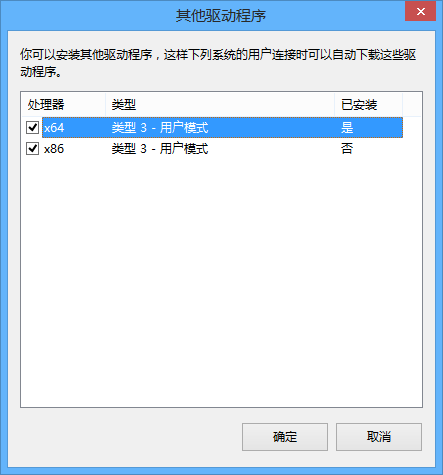 其他驱动程序
你可以安装其他驱动程序，这样下列系统的用户连接时可以自动下载这些驱
动程序。
处理器 类型 已安装
x64 类型 3 - 用户模式 是
x86 类型 3 - 用户模式 否
确定 取消